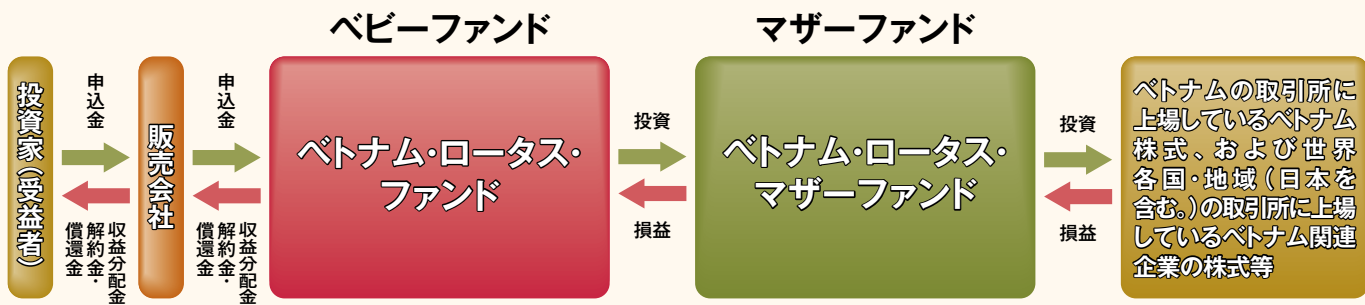 ベビーファンド
マザーファンド
投資家(受益者)
申込金
収益分配金
解約金・
償還金
販売会社
申込金
収益分配金
解約金・
償還金
ベトナム・ロータス・
ファンド
投資
損益
ベトナム・ロータス・
マザーファンド
投資
損益
ベトナムの取引所に
上場しているベトナム
株式、および世界
各国・地域(日本を
含む。)の取引所に上場
しているベトナム関連
企業の株式等